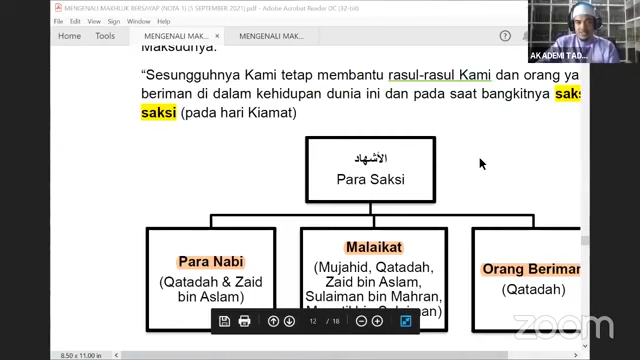 MENGENALI MAKHLUK BERSAYAP (NOTA 1) (5 SEPTEMBER 2021).pdf - Adobe Acrobat Reader DC (32-bit)
File Edit View Sign Window Help
Home Tools MENGENALI MAK... × MENGENALI MAK...
AKADEMI TAD...
Maksudnya:
“Sesungguhnya Kami tetap membantu rasul-rasul Kami dan orang ya
beriman di dalam kehidupan dunia ini dan pada saat bangkitnya saks
saksi (pada hari Kiamat)
الأشهاد
Para Saksi
Para Nabi
(Qatadah & Zaid
bin Aslam)
Malaikat
(Mujahid, Qatadah,
Zaid bin Aslam,
Sulaiman bin Mahran,
Orang Beriman
(Qatadah)
12 / 18
8.50 x 11.00 in
zoom